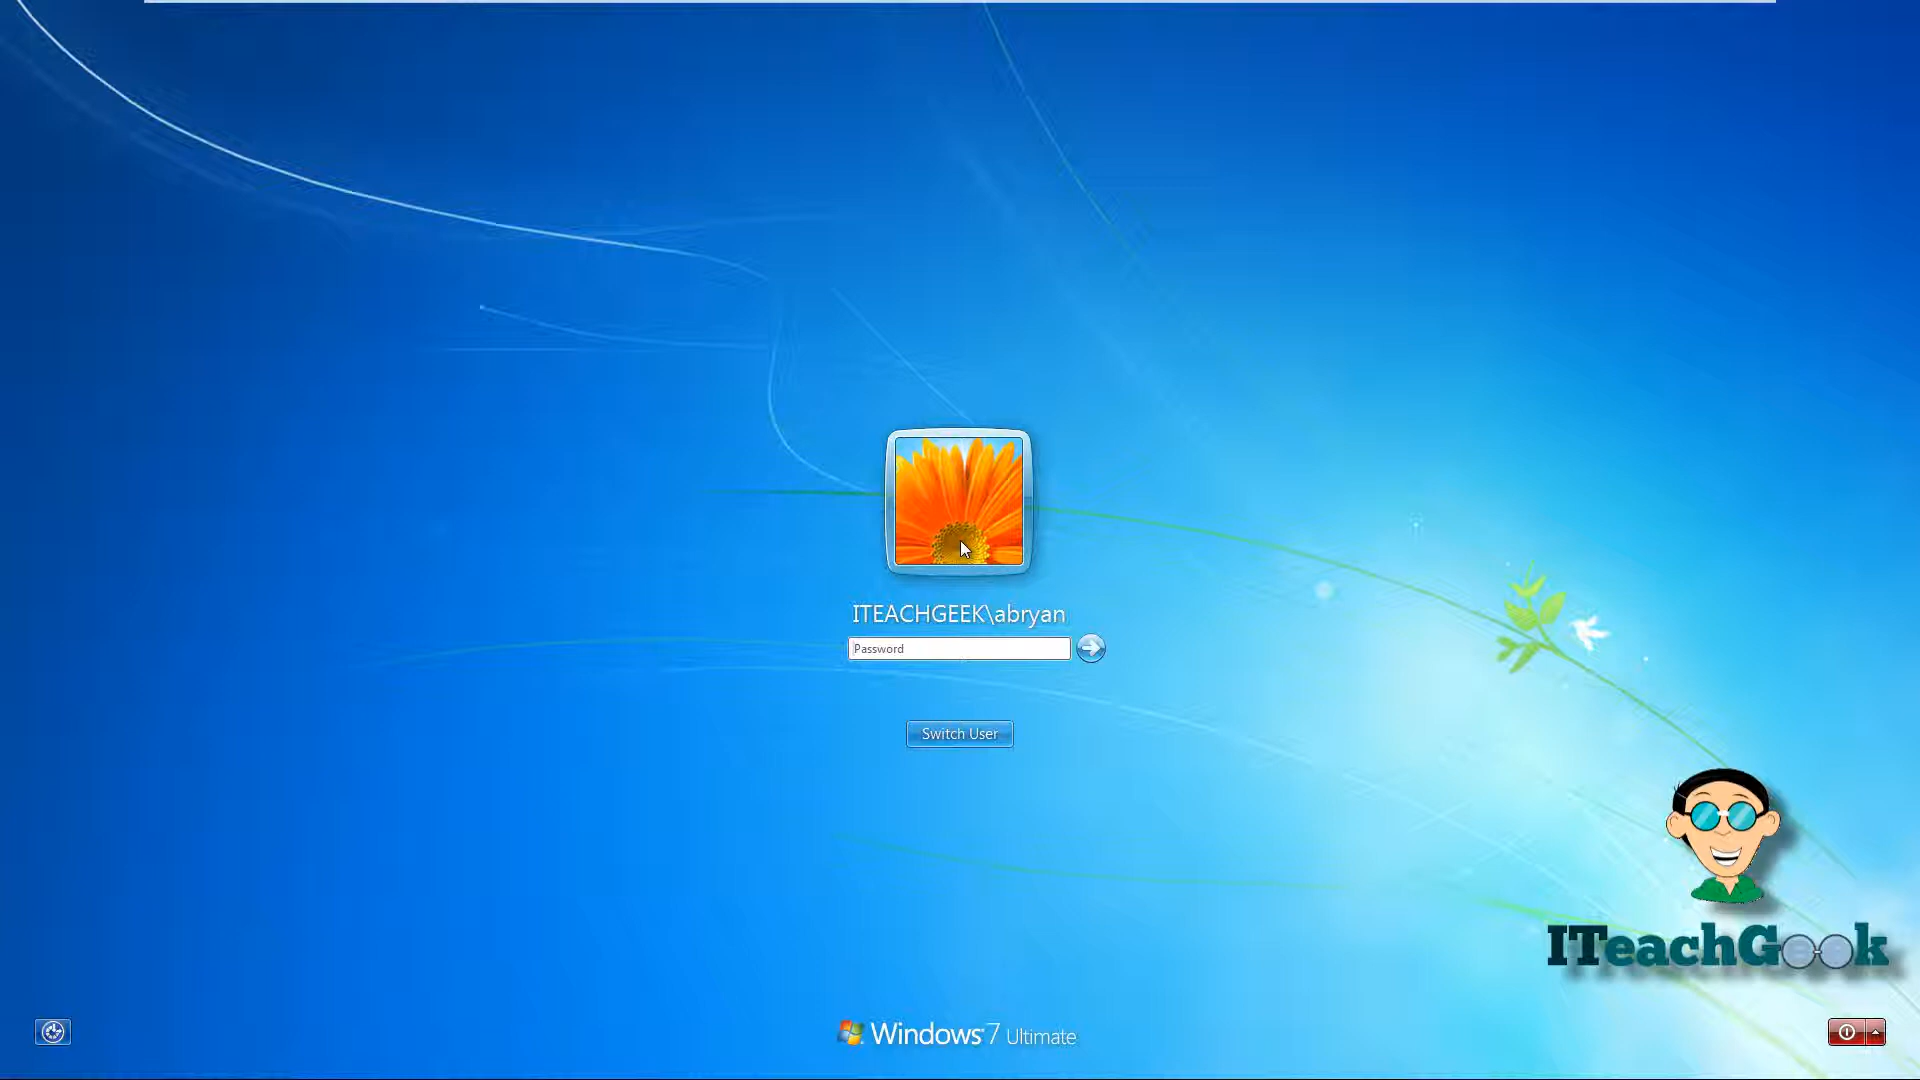 ITEACHGEEK\abryan
Password
Switch User
ITeachGeek
Windows 7 Ultimate